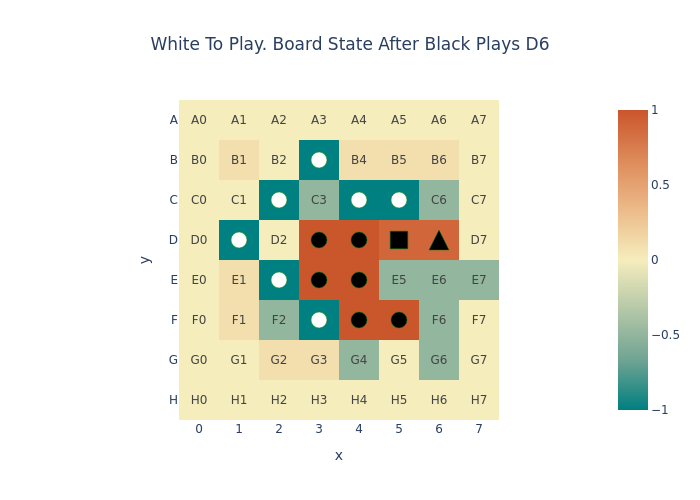 White To Play. Board State After Black Plays D6
A A0 A1 A2 A3 A4 A5 A6 A7
B B0 B1 B2 B4 B5 B6 B7
C C0 C1 C3 C6 C7
D D0 D2 D7
E E0 E1 E5 E6 E7
F F0 F1 F2 F6 F7
G G0 G1 G2 G3 G4 G5 G6 G7
H H0 H1 H2 H3 H4 H5 H6 H7
0 1 2 3 4 5 6 7
x
y
1
0.5
0
−0.5
−1